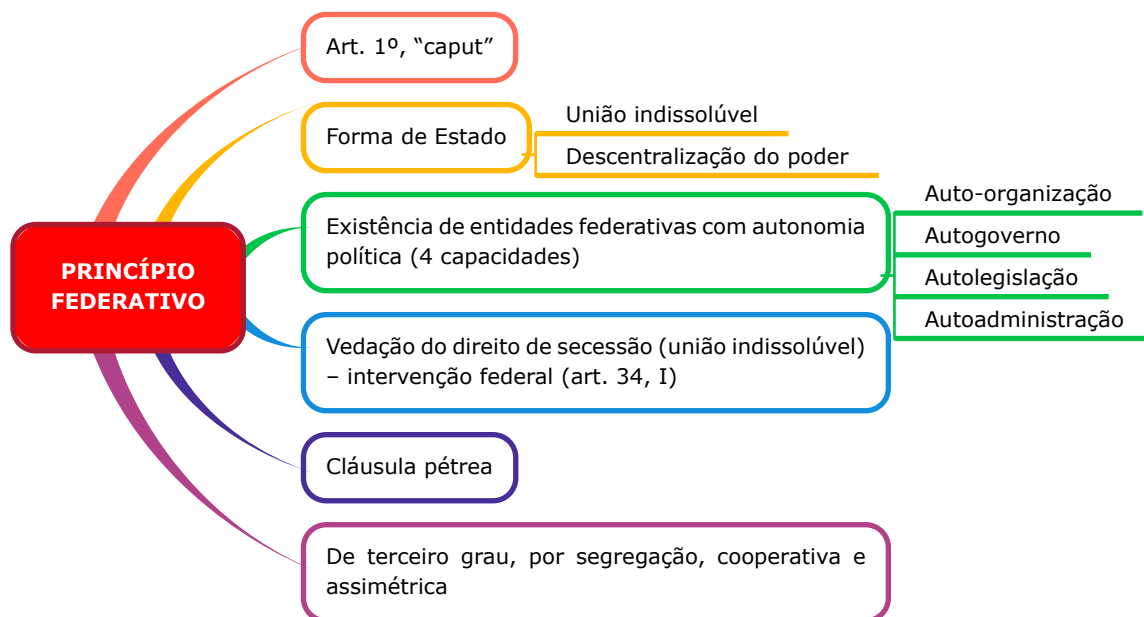 PRINCÍPIO
FEDERATIVO
Art. 1º, “caput”
Forma de Estado
União indissolúvel
Descentralização do poder
Existência de entidades federativas com autonomia
política (4 capacidades)
Auto-organização
Autogoverno
Autolegislação
Autoadministração
Vedação do direito de secessão (união indissolúvel)
– intervenção federal (art. 34, I)
Cláusula pétrea
De terceiro grau, por segregação, cooperativa e
assimétrica